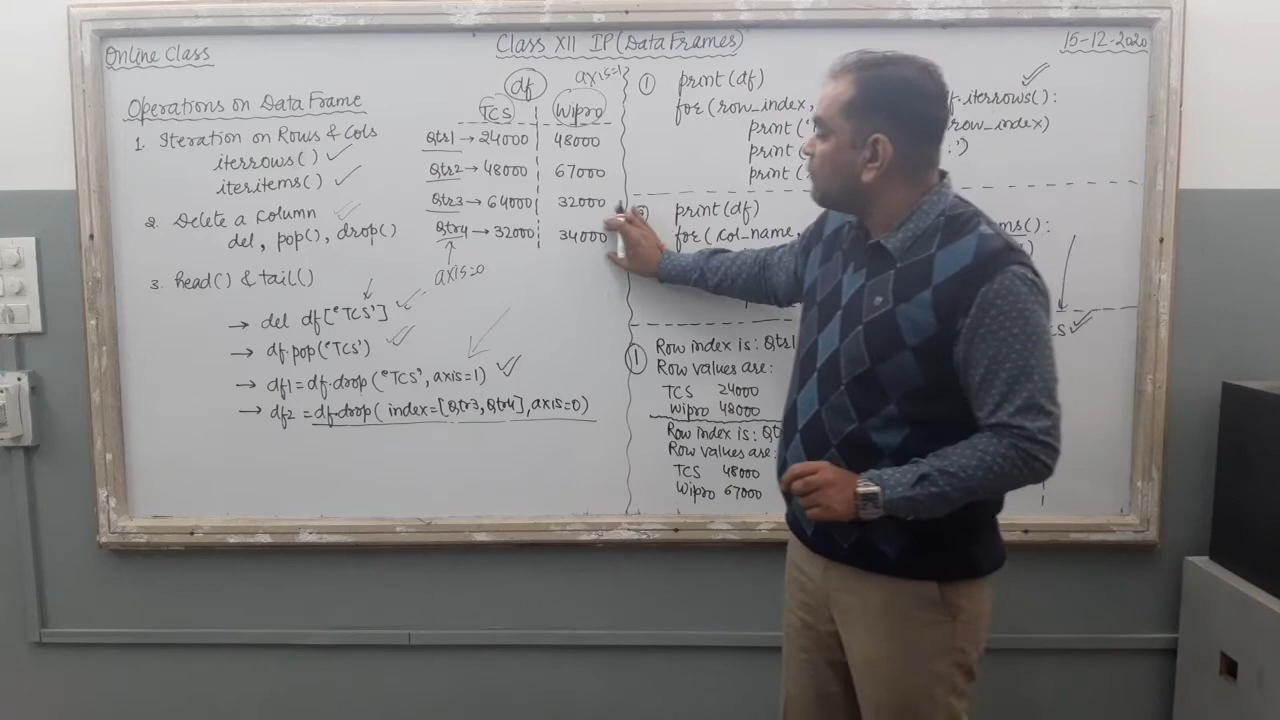 Online Class
Class XII IP (Data Frames)
15-12-2020
Operations on DataFrame
1. Iteration on Rows & Cols
iterrows()
iteritems()
2. Delete a column
del, pop(), drop()
3. head() & tail()
→ del df['TCS']
→ df.pop('TCS')
→ df1=df.drop('TCS', axis=1)
→ df2 = df.drop( index=[Qtr3, Qtr4], axis=0)
df
axis=1
TCS Wipro
Qtr1 → 24000 48000
Qtr2 → 48000 67000
Qtr3 → 64000 32000
Qtr4 → 32000 34000
axis=0
1 print(df)
for (row_index, df.iterrows():
print(' row_index)
print( :')
print(
2 print(df)
for (col_name, ms():
1 Row index is: Qtr1
Row values are:
TCS 24000
Wipro 48000
Row index is: Qt
Row values are:
TCS 48000
Wipro 67000